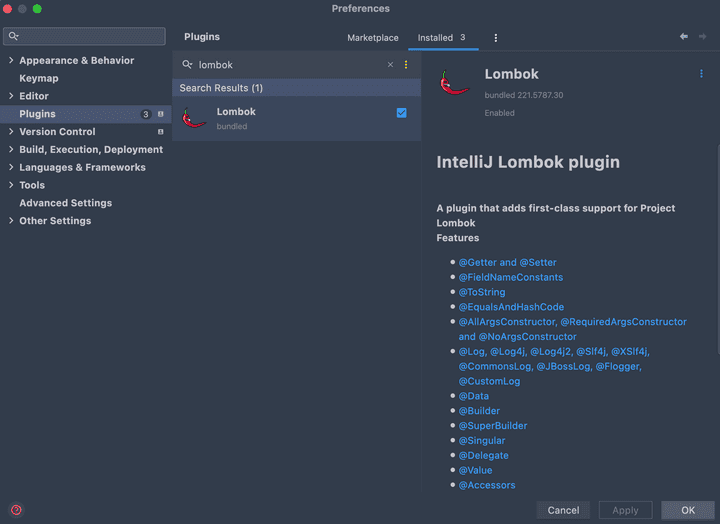 Preferences
Plugins
Marketplace
Installed 3
lombok
Appearance & Behavior
Keymap
Editor
Plugins 3
Version Control
Build, Execution, Deployment
Languages & Frameworks
Tools
Advanced Settings
Other Settings
Search Results (1)
Lombok
bundled
Lombok
bundled 221.5787.30
Enabled
IntelliJ Lombok plugin
A plugin that adds first-class support for Project
Lombok
Features
@Getter and @Setter
@FieldNameConstants
@ToString
@EqualsAndHashCode
@AllArgsConstructor, @RequiredArgsConstructor
and @NoArgsConstructor
@Log, @Log4j, @Log4j2, @Slf4j, @XSlf4j,
@CommonsLog, @JBossLog, @Flogger,
@CustomLog
@Data
@Builder
@SuperBuilder
@Singular
@Delegate
@Value
@Accessors
?
Cancel
Apply
OK